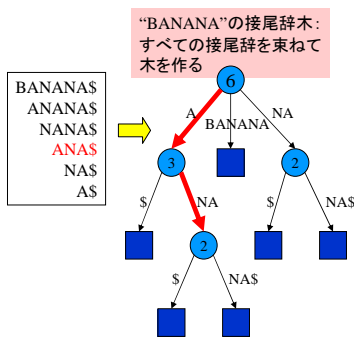 “BANANA”の接尾辞木：
すべての接尾辞を束ねて
木を作る
BANANA$
ANANA$
NANA$
ANA$
NA$
A$
6
A
BANANA
NA
3
2
$
NA
$
NA$
2
$
NA$